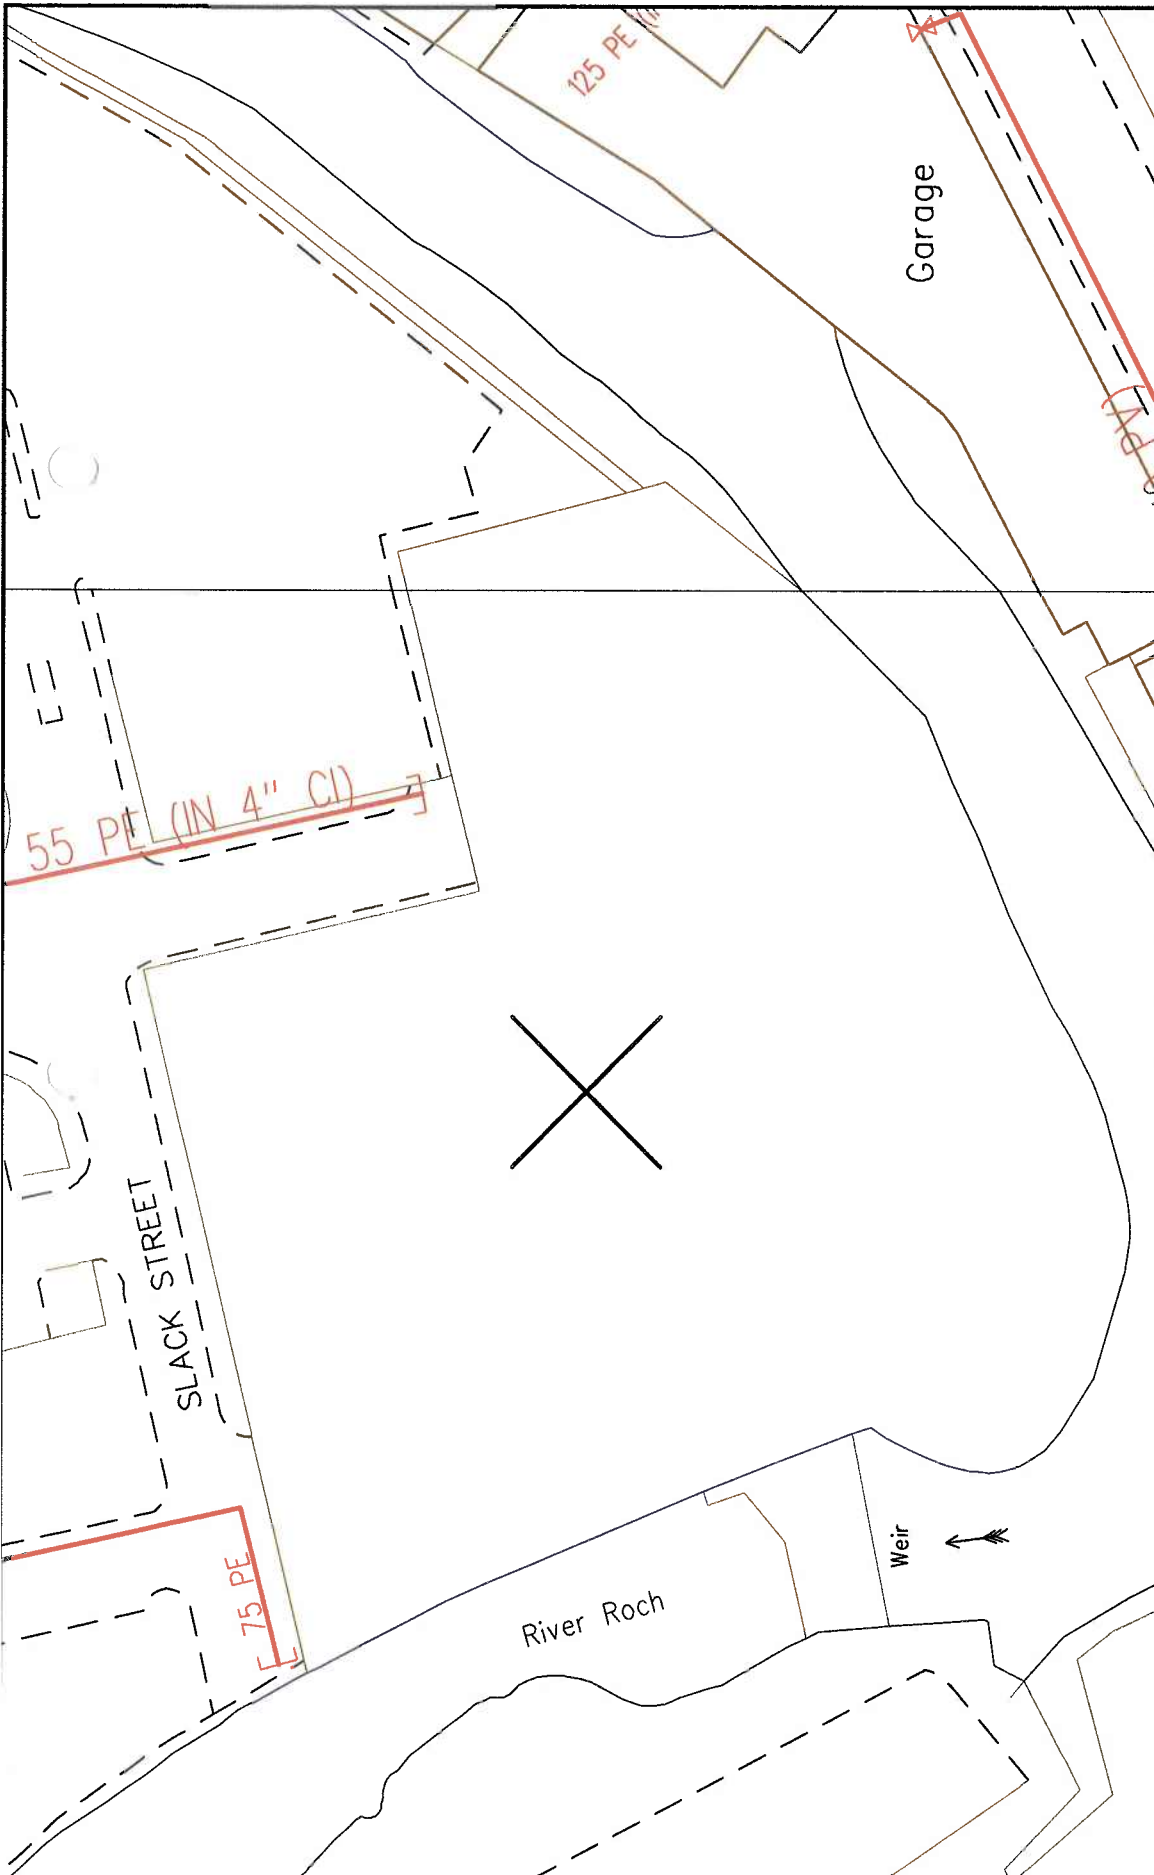 125 PE
Garage
55 PE (IN 4" CI)
SLACK STREET
75 PE
Weir
River Roch